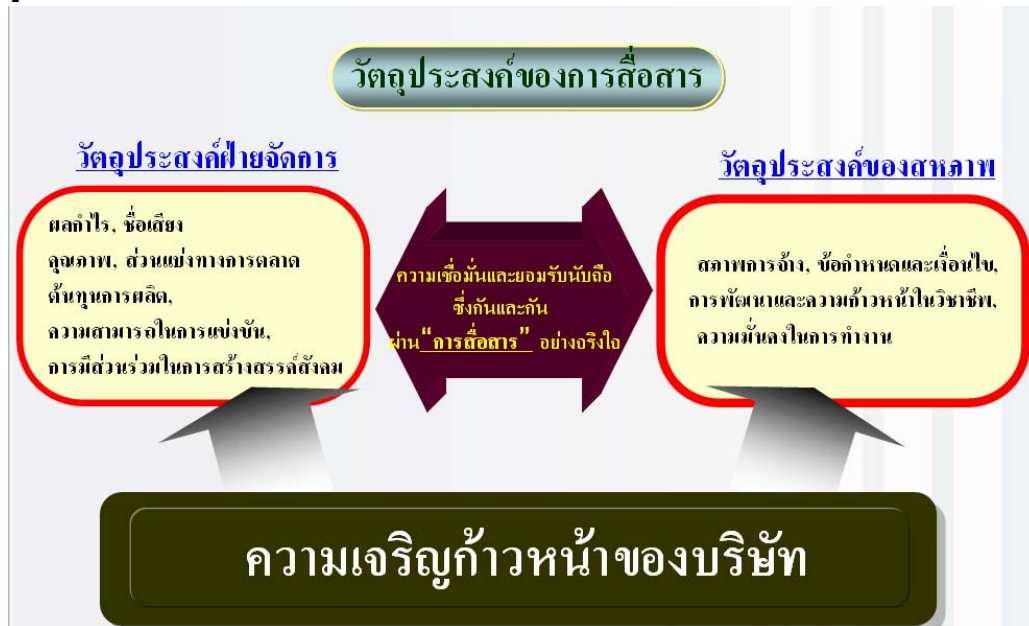 วัตถุประสงค์ของการสื่อสาร
วัตถุประสงค์ฝ่ายจัดการ
ผลกำไร, ชื่อเสียง
คุณภาพ, ส่วนแบ่งทางการตลาด
ต้นทุนการผลิต,
ความสามารถในการแข่งขัน,
การมีส่วนร่วมในการสร้างสรรค์สังคม
ความเชื่อมั่นและยอมรับนับถือ
ซึ่งกันและกัน
ผ่าน“การสื่อสาร” อย่างจริงใจ
วัตถุประสงค์ของสหภาพ
สภาพการจ้าง, ข้อกำหนดและเงื่อนไข,
การพัฒนาและความก้าวหน้าในวิชาชีพ,
ความมั่นคงในการทำงาน
ความเจริญก้าวหน้าของบริษัท